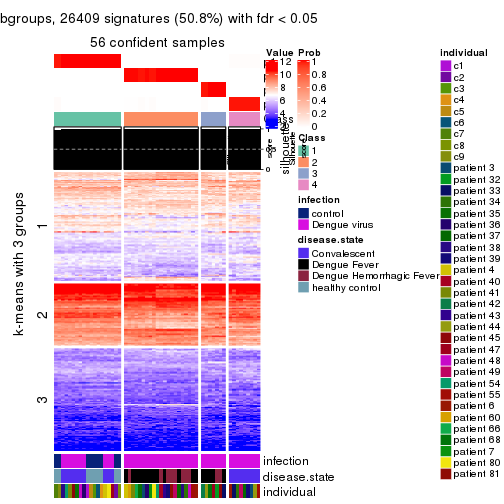 bgroups, 26409 signatures (50.8%) with fdr < 0.05
56 confident samples
k-means with 3 groups
1
2
3
infection
disease.state
individual
Value
12
10
8
6
4
Prob
1
0.8
0.6
0.4
0.2
0
Class
1
2
3
4
infection
control
Dengue virus
disease.state
Convalescent
Dengue Fever
Dengue Hemorrhagic Fever
healthy control
individual
c1
c2
c3
c4
c5
c6
c7
c8
c9
patient 3
patient 32
patient 33
patient 34
patient 35
patient 36
patient 37
patient 38
patient 39
patient 4
patient 40
patient 41
patient 42
patient 43
patient 44
patient 45
patient 47
patient 48
patient 49
patient 54
patient 55
patient 6
patient 60
patient 66
patient 68
patient 7
patient 80
patient 81